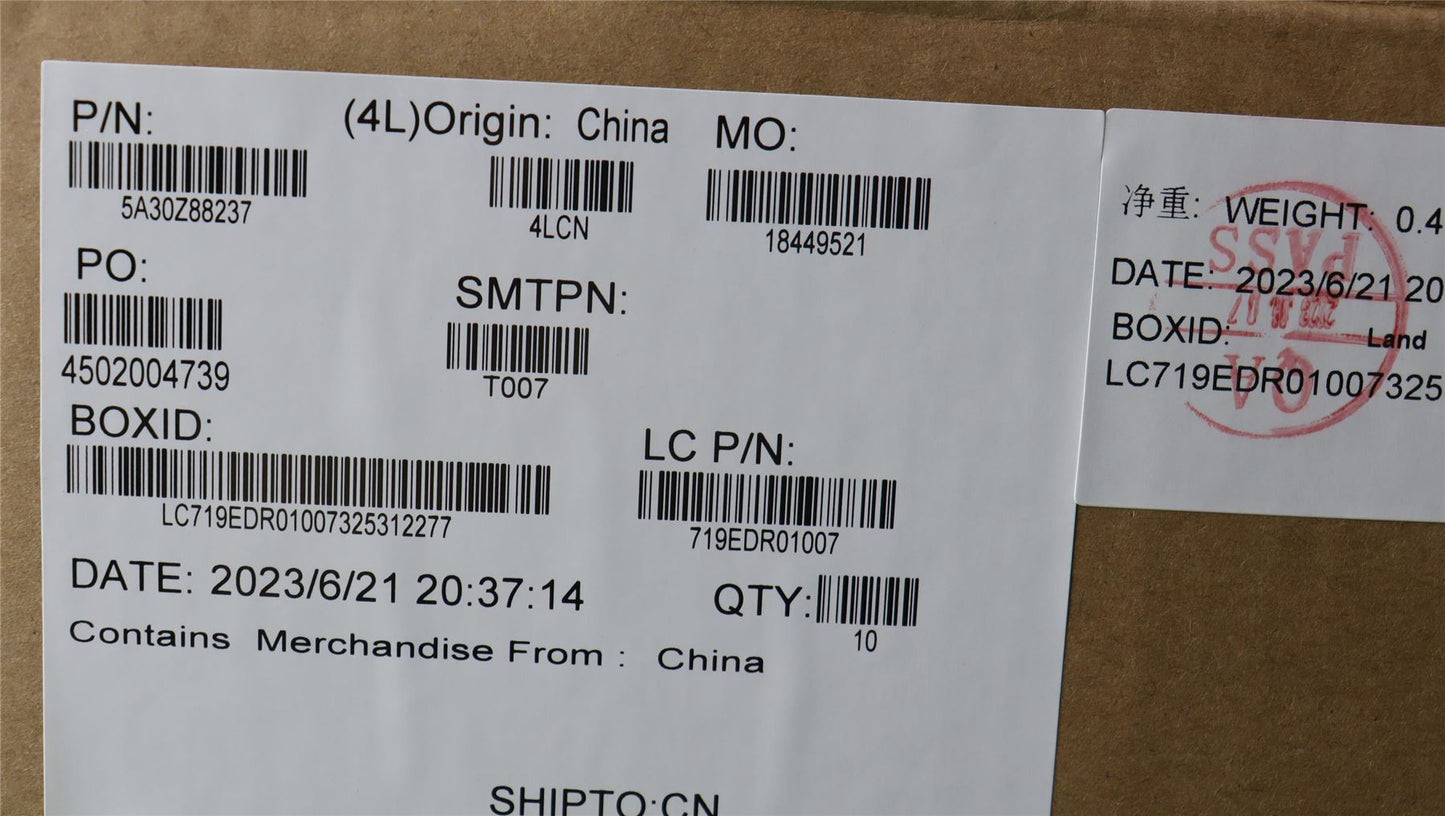 P/N: (4L)Origin: China MO:
5A30Z88237 4LCN 18449521
PO: SMTPN:
4502004739 T007
BOXID: LC P/N:
LC719EDR01007325312277 719EDR01007
DATE: 2023/6/21 20:37:14 QTY:
10
Contains Merchandise From : China
SHIPTO:CN
净重: WEIGHT: 0.4
DATE: 2023/6/21 20
BOXID: Land
LC719EDR01007325
PASS
QA